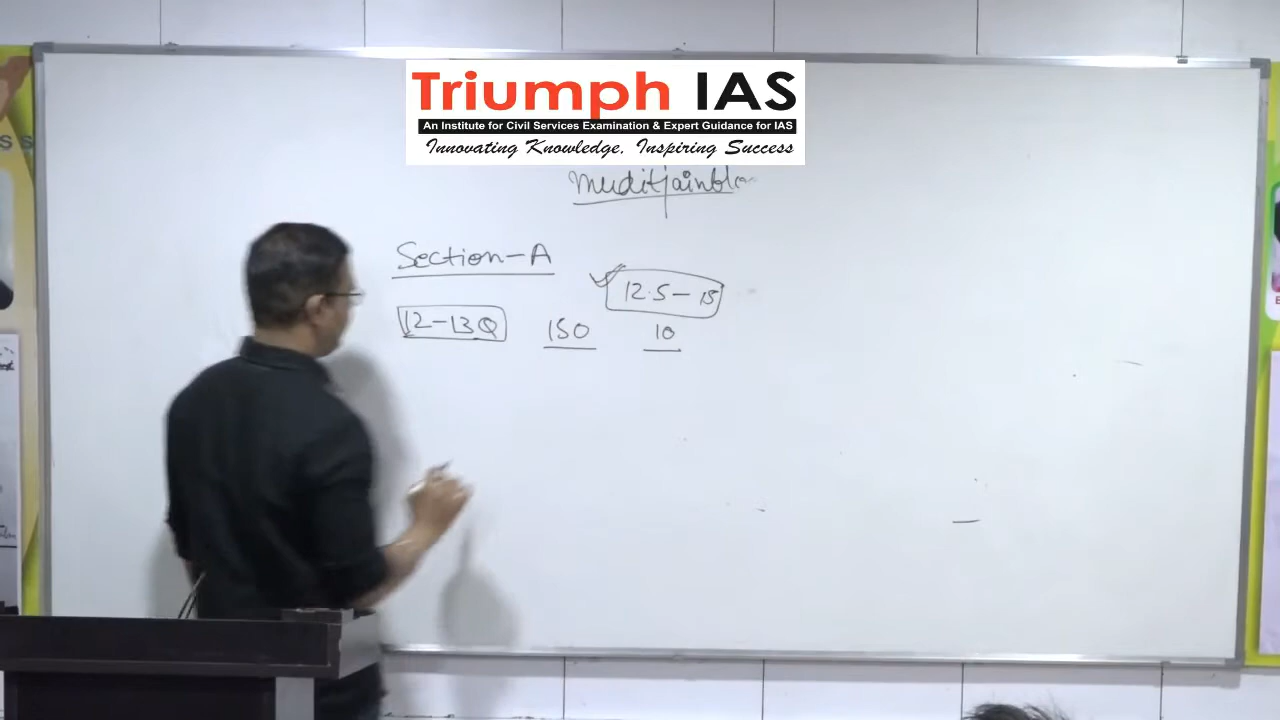 Triumph IAS
An Institute for Civil Services Examination & Expert Guidance for IAS
Innovating Knowledge, Inspiring Success
Muditjainbl
Section-A
12.5 - 15
12-13Q 150 10